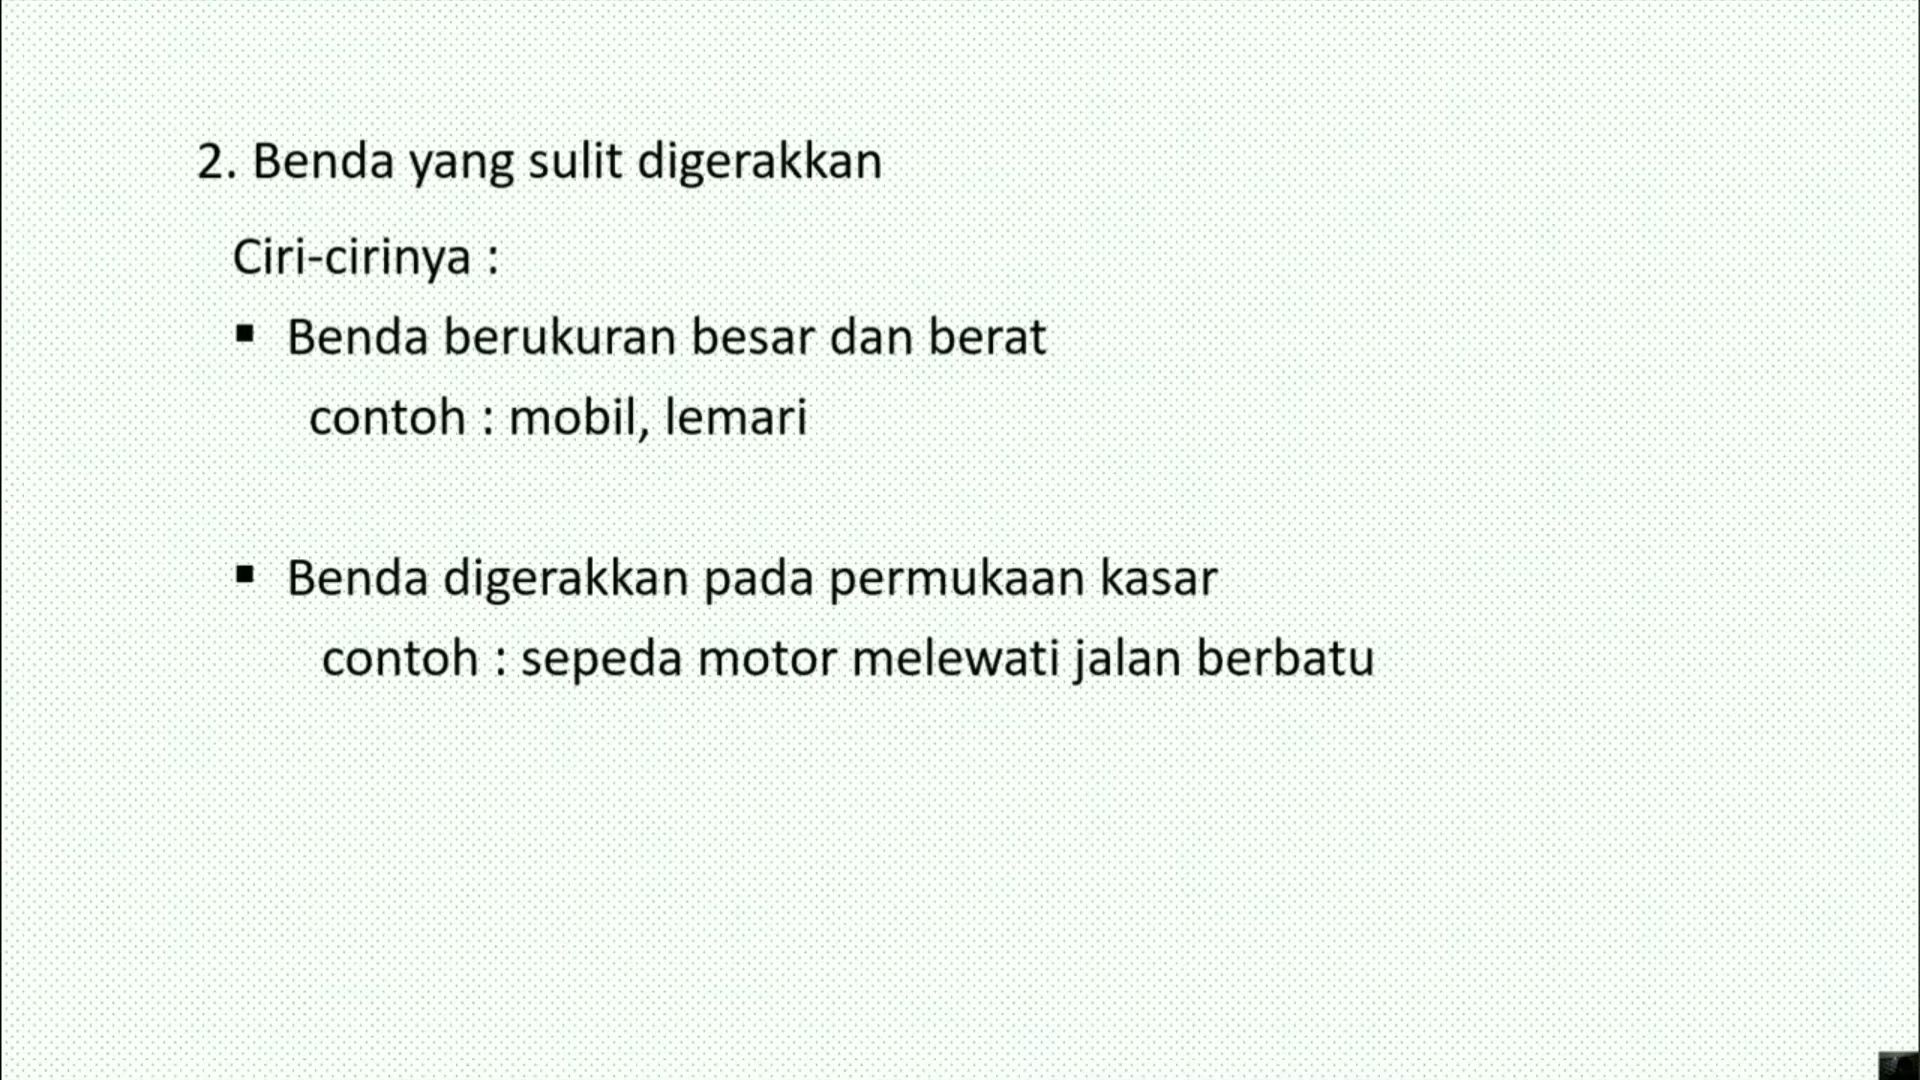 2. Benda yang sulit digerakkan
Ciri-cirinya :
▪ Benda berukuran besar dan berat
contoh : mobil, lemari
▪ Benda digerakkan pada permukaan kasar
contoh : sepeda motor melewati jalan berbatu